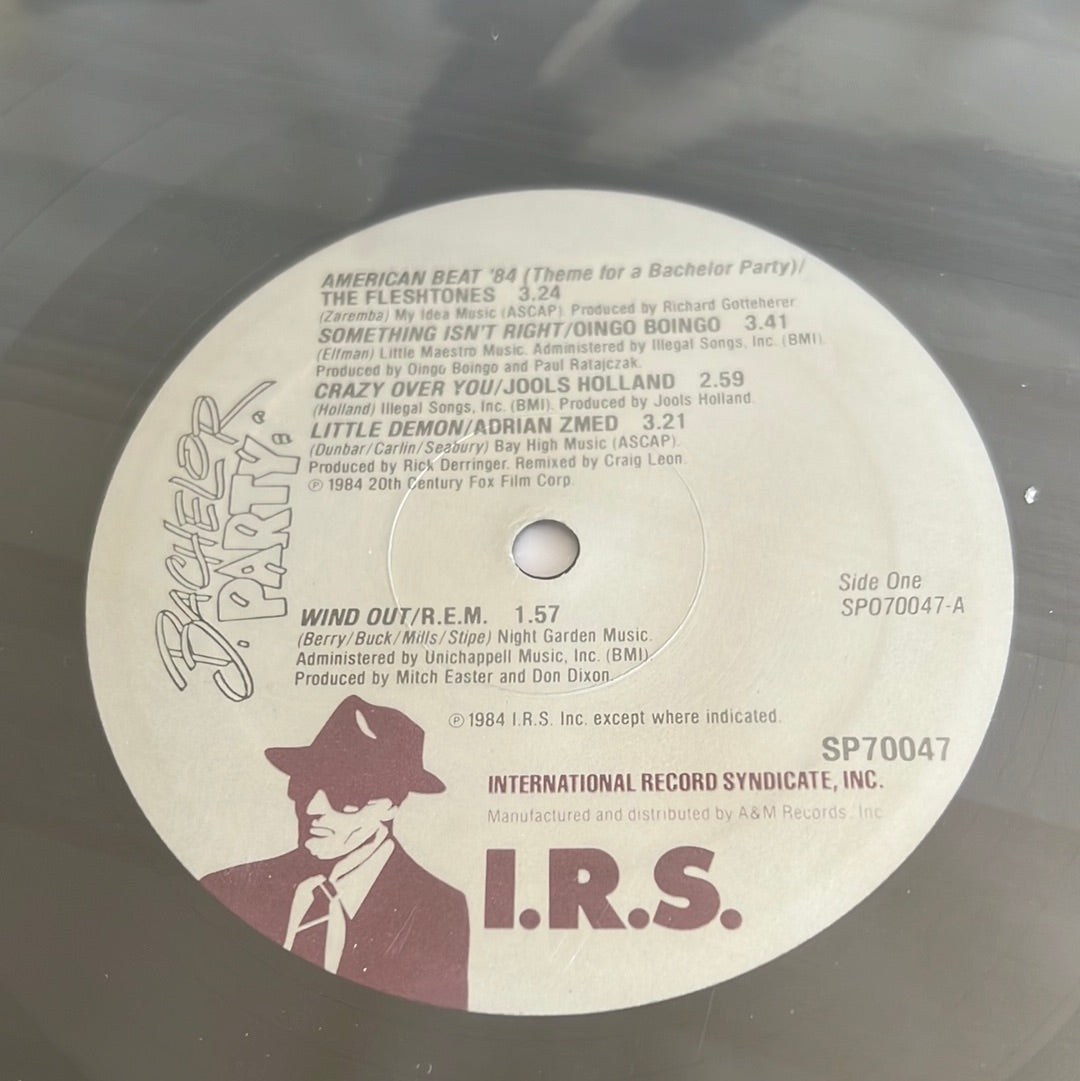 AMERICAN BEAT '84 (Theme for a Bachelor Party)/
THE FLESHTONES 3.24
(Zaremba) My Idea Music (ASCAP). Produced by Richard Gotteherer
SOMETHING ISN'T RIGHT/OINGO BOINGO 3.41
(Elfman) Little Maestro Music. Administered by Illegal Songs, Inc. (BMI).
Produced by Oingo Boingo and Paul Ratajczak.
CRAZY OVER YOU/JOOLS HOLLAND 2.59
(Holland) Illegal Songs, Inc. (BMI). Produced by Jools Holland.
LITTLE DEMON/ADRIAN ZMED 3.21
(Dunbar/Carlin/Seabury) Bay High Music (ASCAP).
Produced by Rick Derringer. Remixed by Craig Leon.
℗ 1984 20th Century Fox Film Corp.
BACHELOR
PARTY
Side One
SPO70047-A
WIND OUT/R.E.M. 1.57
(Berry/Buck/Mills/Stipe) Night Garden Music.
Administered by Unichappell Music, Inc. (BMI).
Produced by Mitch Easter and Don Dixon.
℗ 1984 I.R.S. Inc. except where indicated.
SP70047
INTERNATIONAL RECORD SYNDICATE, INC.
Manufactured and distributed by A&M Records, Inc
I.R.S.